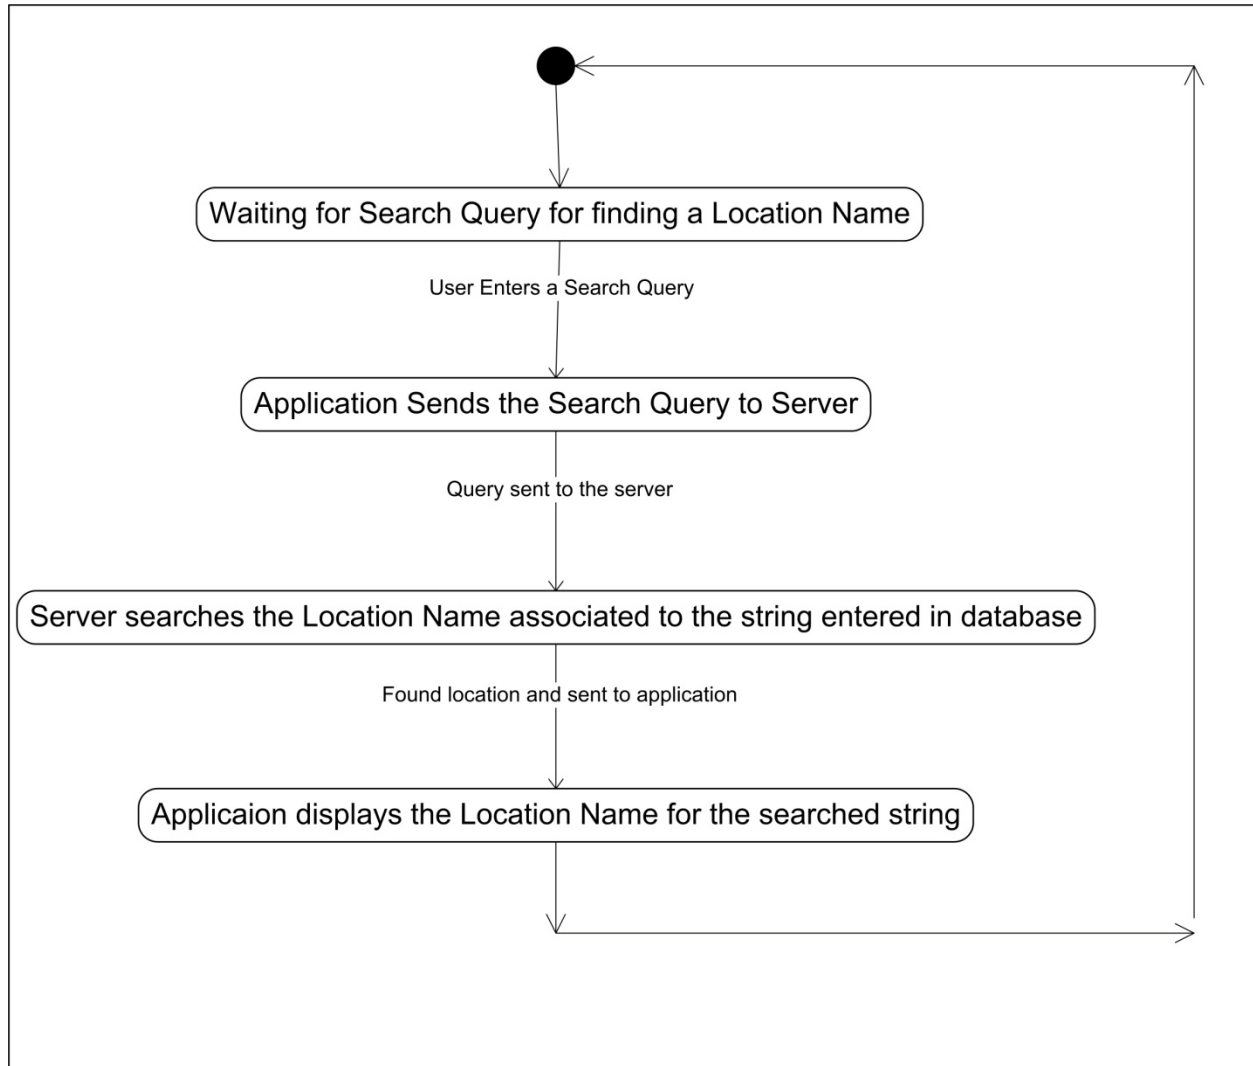 Waiting for Search Query for finding a Location Name
User Enters a Search Query
Application Sends the Search Query to Server
Query sent to the server
Server searches the Location Name associated to the string entered in database
Found location and sent to application
Applicaion displays the Location Name for the searched string